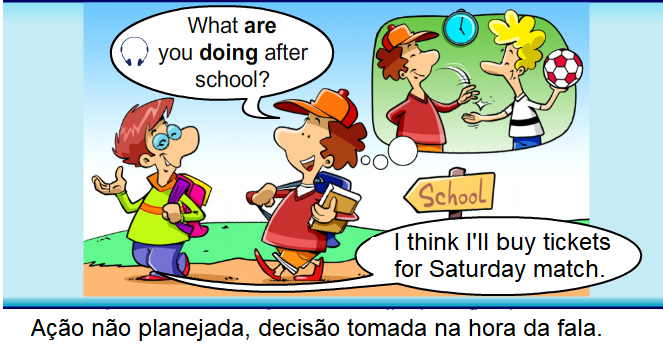 What are
you doing after
school?
School
I think I'll buy tickets
for Saturday match.
Ação não planejada, decisão tomada na hora da fala.